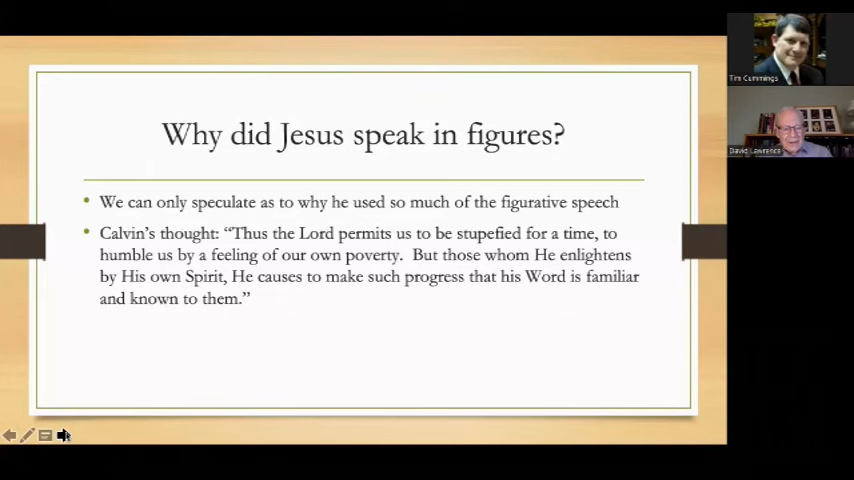 Why did Jesus speak in figures?
• We can only speculate as to why he used so much of the figurative speech
• Calvin's thought: “Thus the Lord permits us to be stupefied for a time, to
humble us by a feeling of our own poverty.  But those whom He enlightens
by His own Spirit, He causes to make such progress that his Word is familiar
and known to them.”
Tim Cummings
David Lawrence